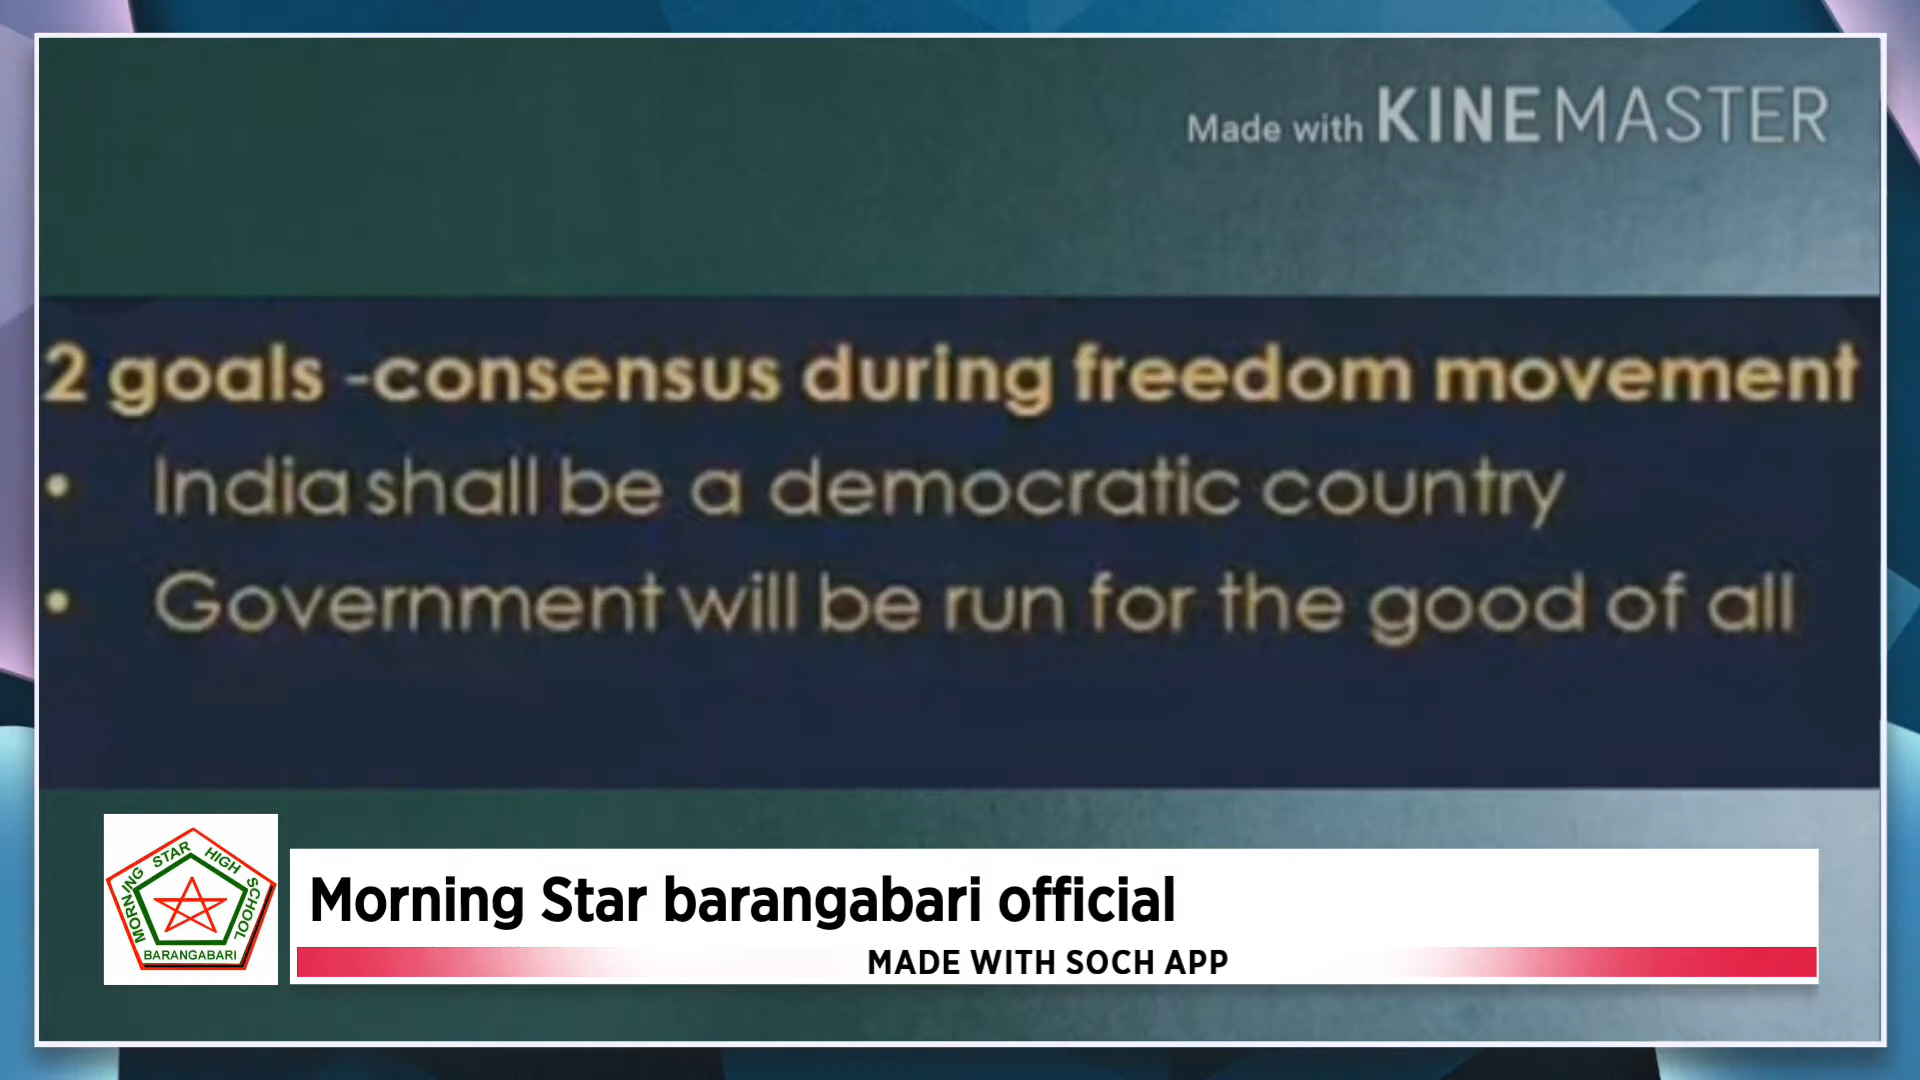 Made with KINEMASTER
2 goals -consensus during freedom movement
• India shall be a democratic country
• Government will be run for the good of all
MORNING STAR HIGH SCHOOL
BARANGABARI
Morning Star barangabari official
MADE WITH SOCH APP